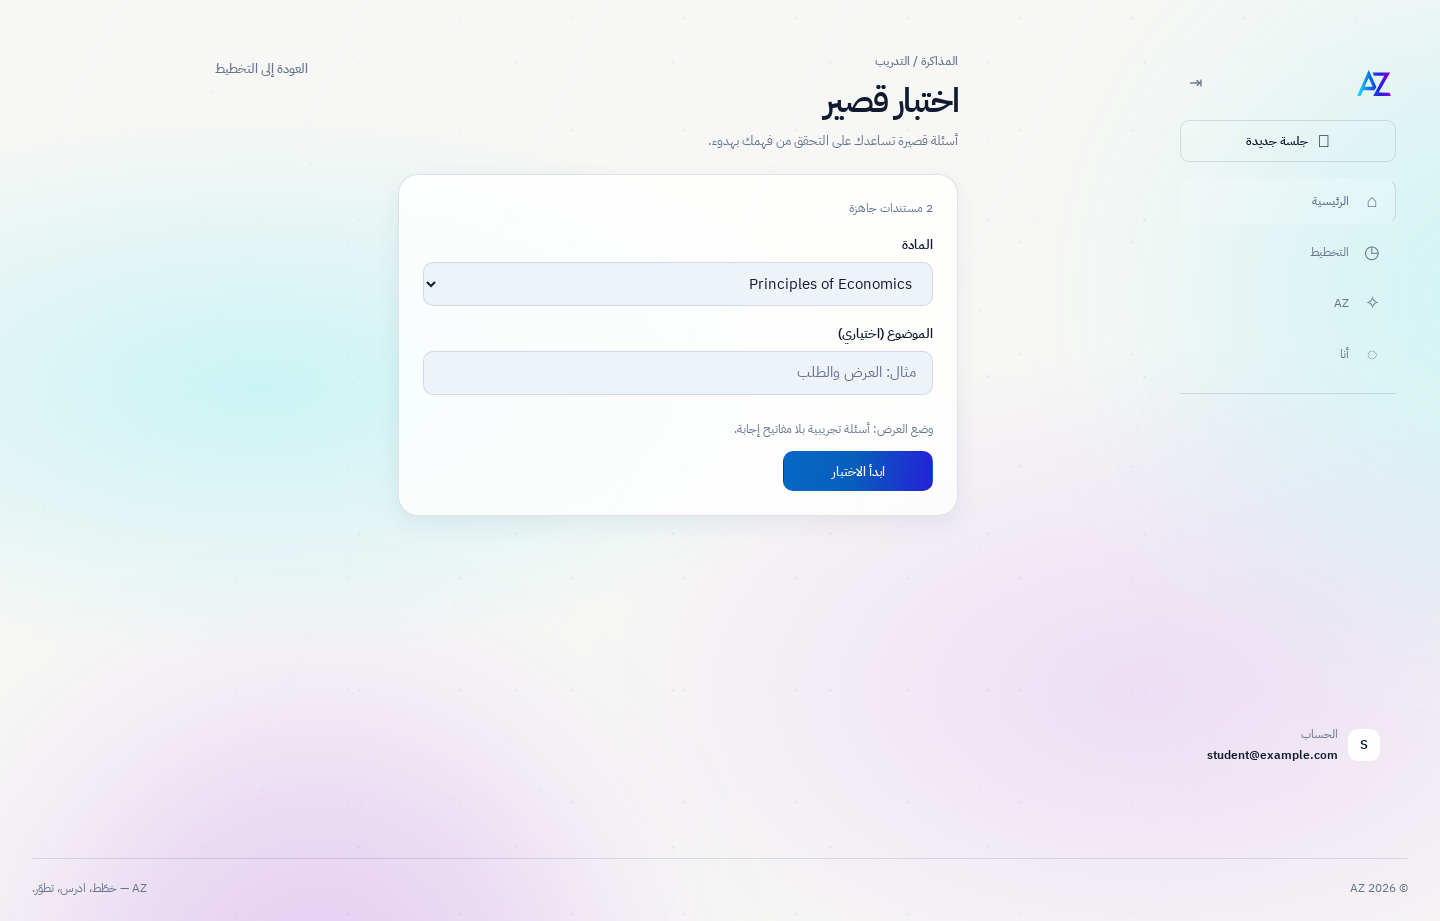 AZ
جلسة جديدة
الرئيسية
التخطيط
AZ
أنا
الحساب
S
student@example.com
المذاكرة / التدريب
العودة إلى التخطيط
اختبار قصير
أسئلة قصيرة تساعدك على التحقق من فهمك بهدوء.
2 مستندات جاهزة
المادة
Principles of Economics
الموضوع (اختياري)
مثال: العرض والطلب
وضع العرض: أسئلة تجريبية بلا مفاتيح إجابة.
ابدأ الاختبار
© 2026 AZ
AZ — خطّط، ادرس، تطوّر.